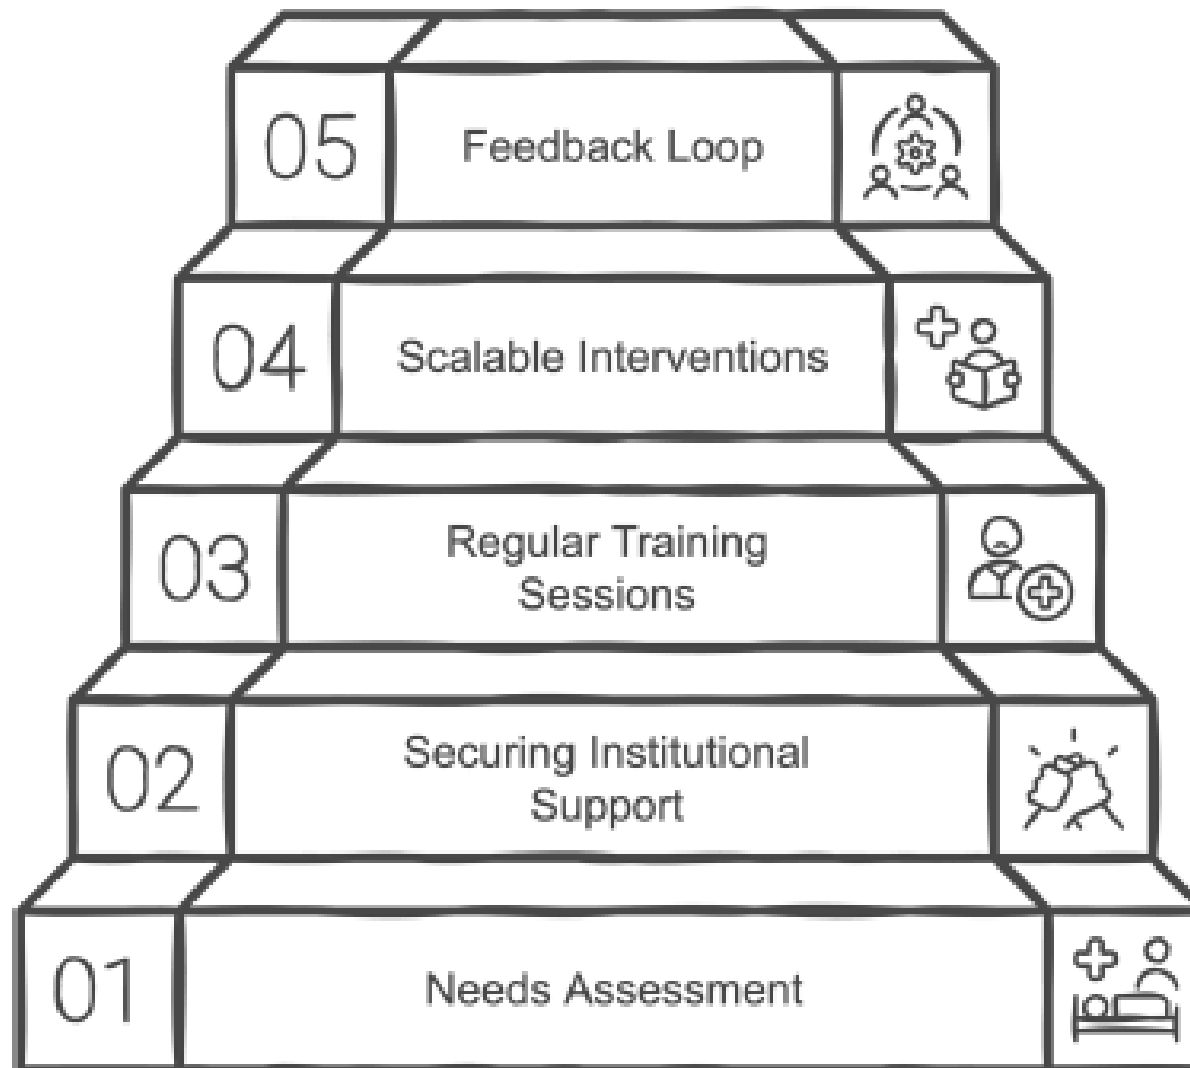 05
Feedback Loop
04
Scalable Interventions
03
Regular Training
Sessions
02
Securing Institutional
Support
01
Needs Assessment